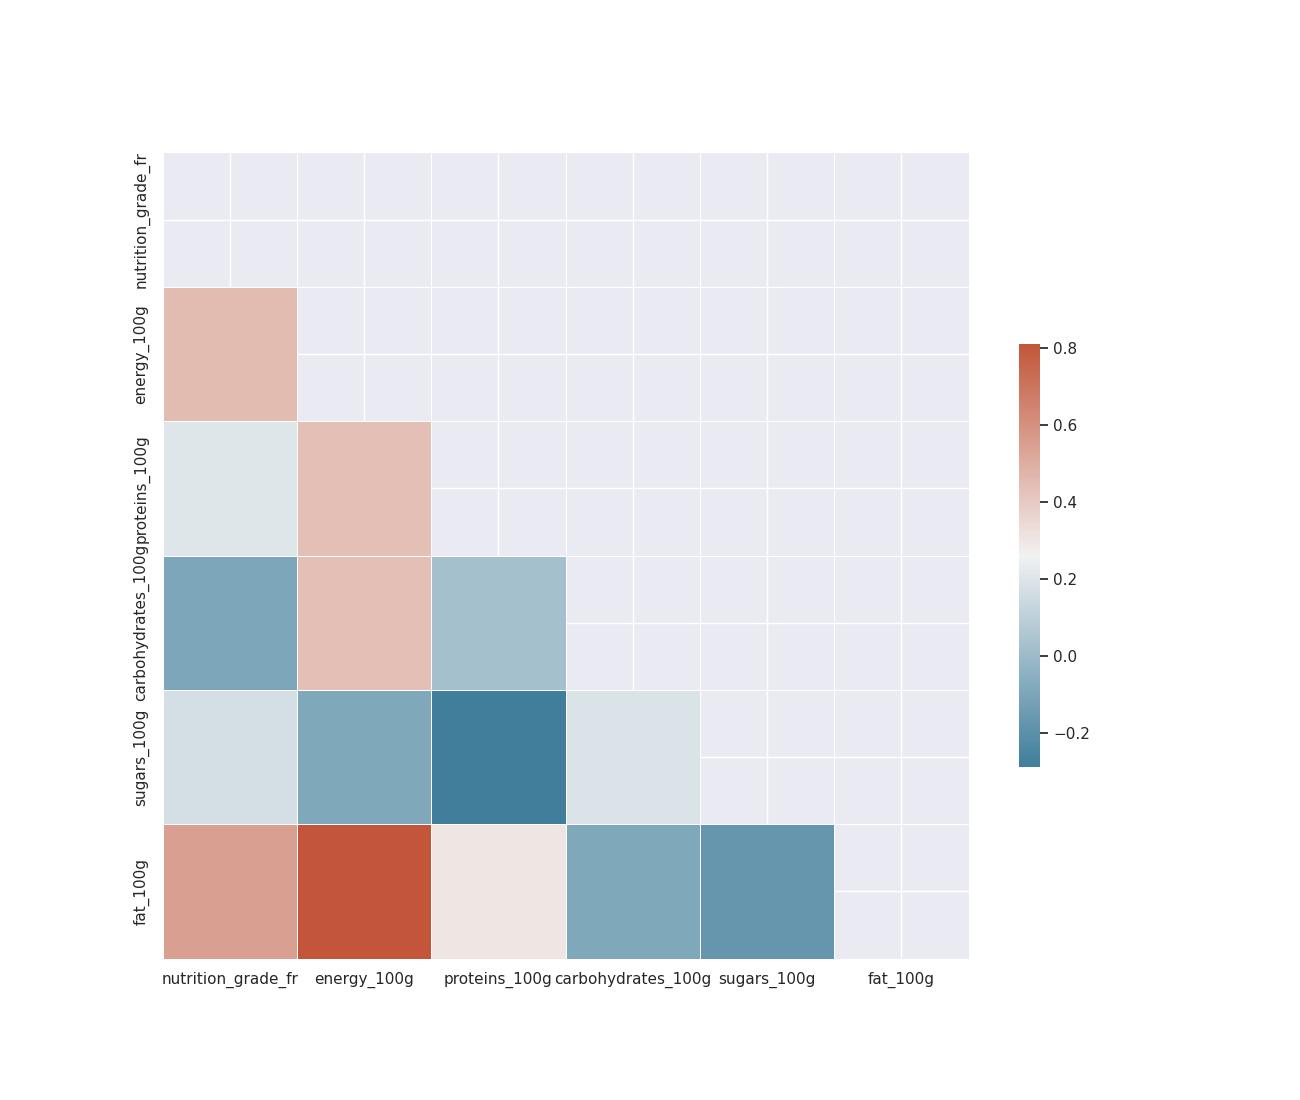 nutrition_grade_fr
energy_100g
proteins_100g
carbohydrates_100g
sugars_100g
fat_100g
nutrition_grade_fr
energy_100g
proteins_100g
carbohydrates_100g
sugars_100g
fat_100g
0.8
0.6
0.4
0.2
0.0
−0.2